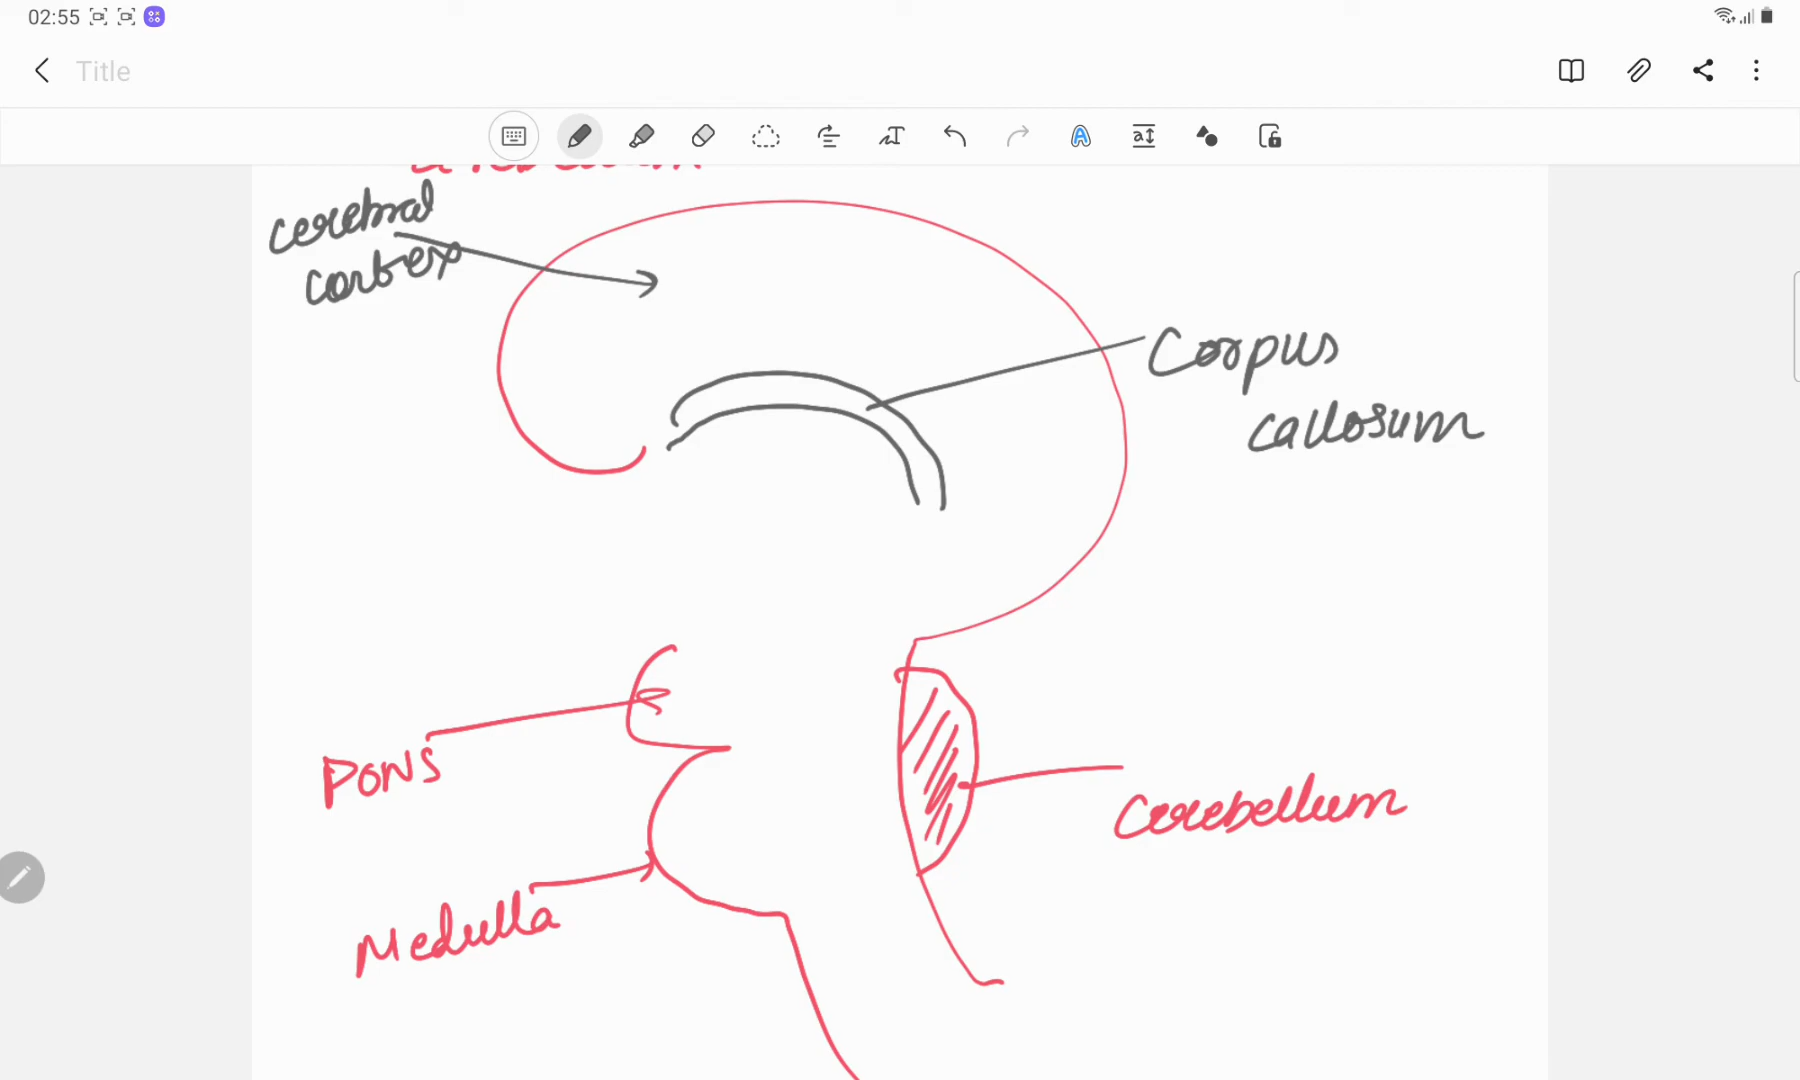 02:55
Title
cerebral
cortex
Corpus
callosum
PONS
Cerebellum
Medulla